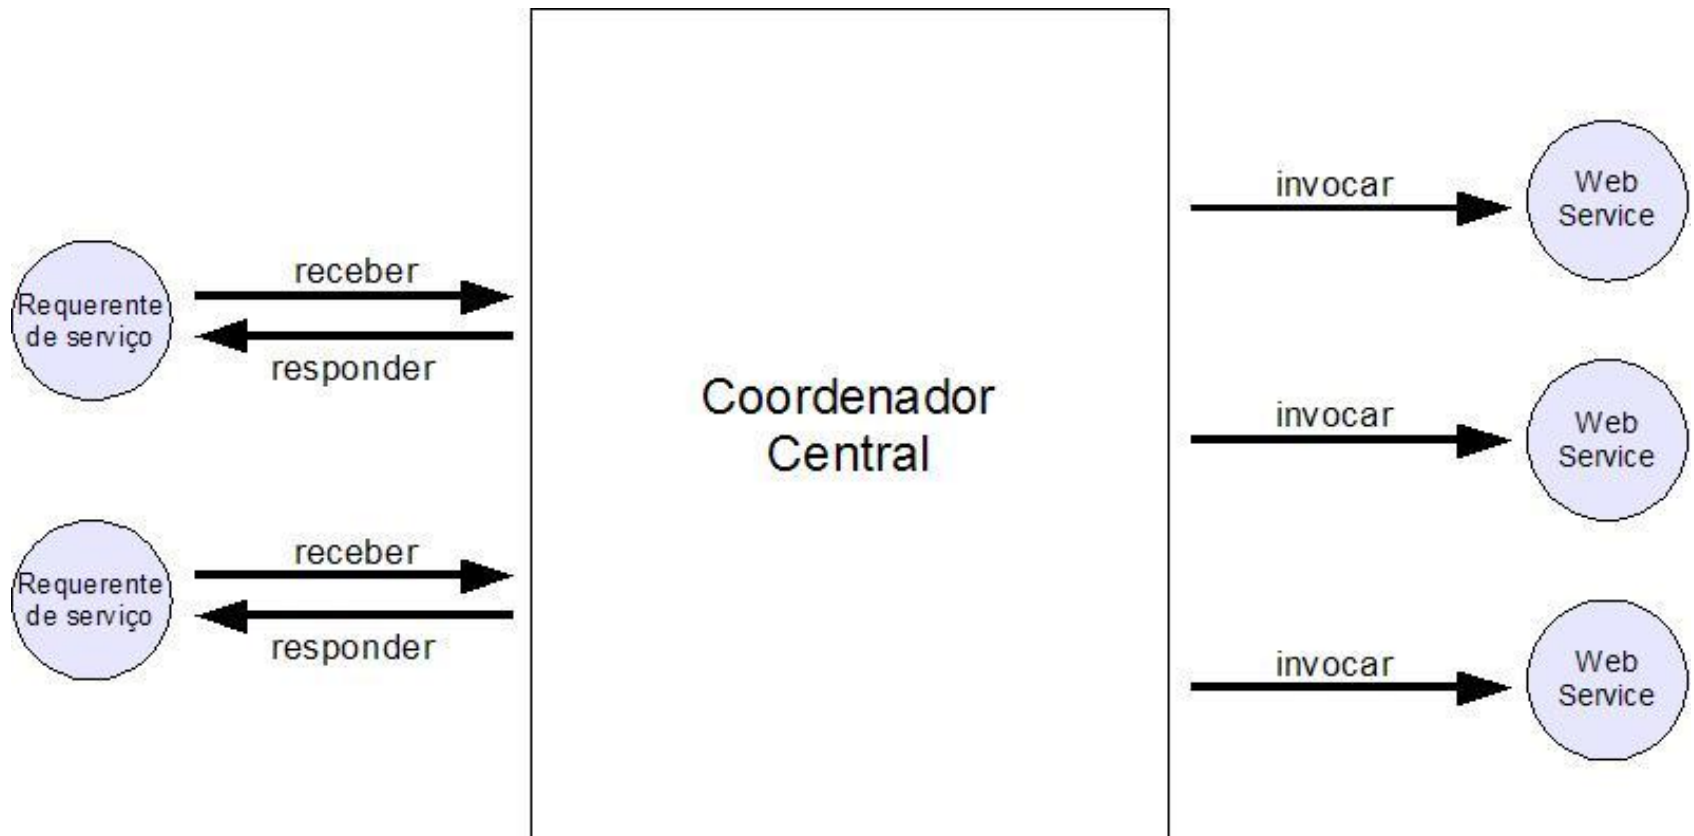 receber
Requerente
de serviço
responder
receber
Requerente
de serviço
responder
Coordenador
Central
invocar
Web
Service
invocar
Web
Service
invocar
Web
Service